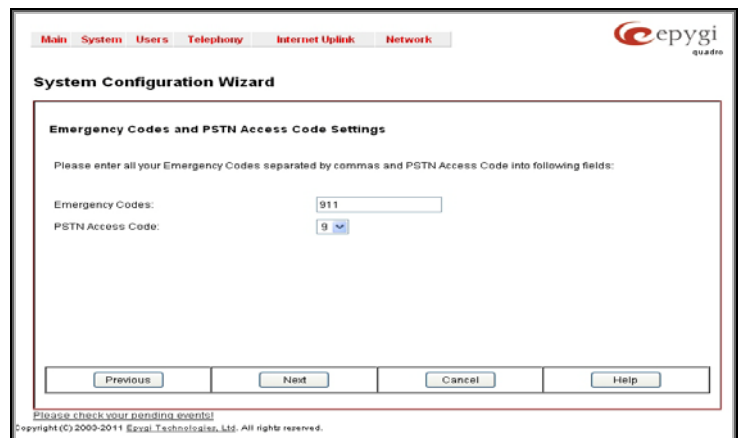 Main System Users Telephony Internet Uplink Network
epygi
quadro
System Configuration Wizard
Emergency Codes and PSTN Access Code Settings
Please enter all your Emergency Codes separated by commas and PSTN Access Code into following fields:
Emergency Codes: 911
PSTN Access Code: 9
Previous Next Cancel Help
Please check your pending events!
Copyright (C) 2003-2011 Epygi Technologies, Ltd. All rights reserved.